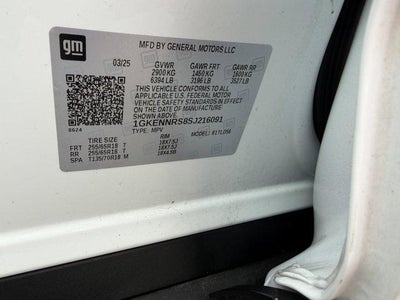 gm
MFD BY GENERAL MOTORS LLC
03/25 GVWR GAWR FRT GAWR RR
2900 KG 1450 KG 1600 KG
6394 LB 3196 LB 3527 LB
THIS VEHICLE CONFORMS TO ALL
APPLICABLE U.S. FEDERAL MOTOR
VEHICLE SAFETY STANDARDS IN
EFFECT ON THE DATE OF MANUFACTURE
SHOWN ABOVE.
8624
1GKENNRS8SJ216091
TYPE: MPV MODEL:
TIRE SIZE RIM
FRT 255/65R18 T 18X7.5J
RR 255/65R18 T 18X7.5J
SPA T135/70R18 M 18X4.5B